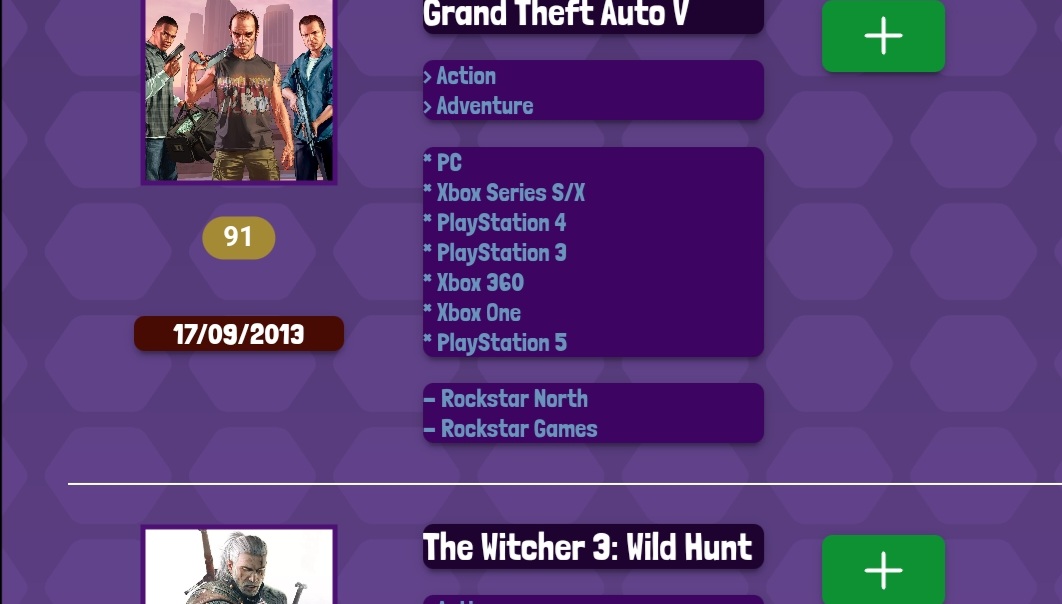 Grand Theft Auto V
> Action
> Adventure
* PC
* Xbox Series S/X
* PlayStation 4
* PlayStation 3
* Xbox 360
* Xbox One
* PlayStation 5
– Rockstar North
– Rockstar Games
91
17/09/2013
The Witcher 3: Wild Hunt